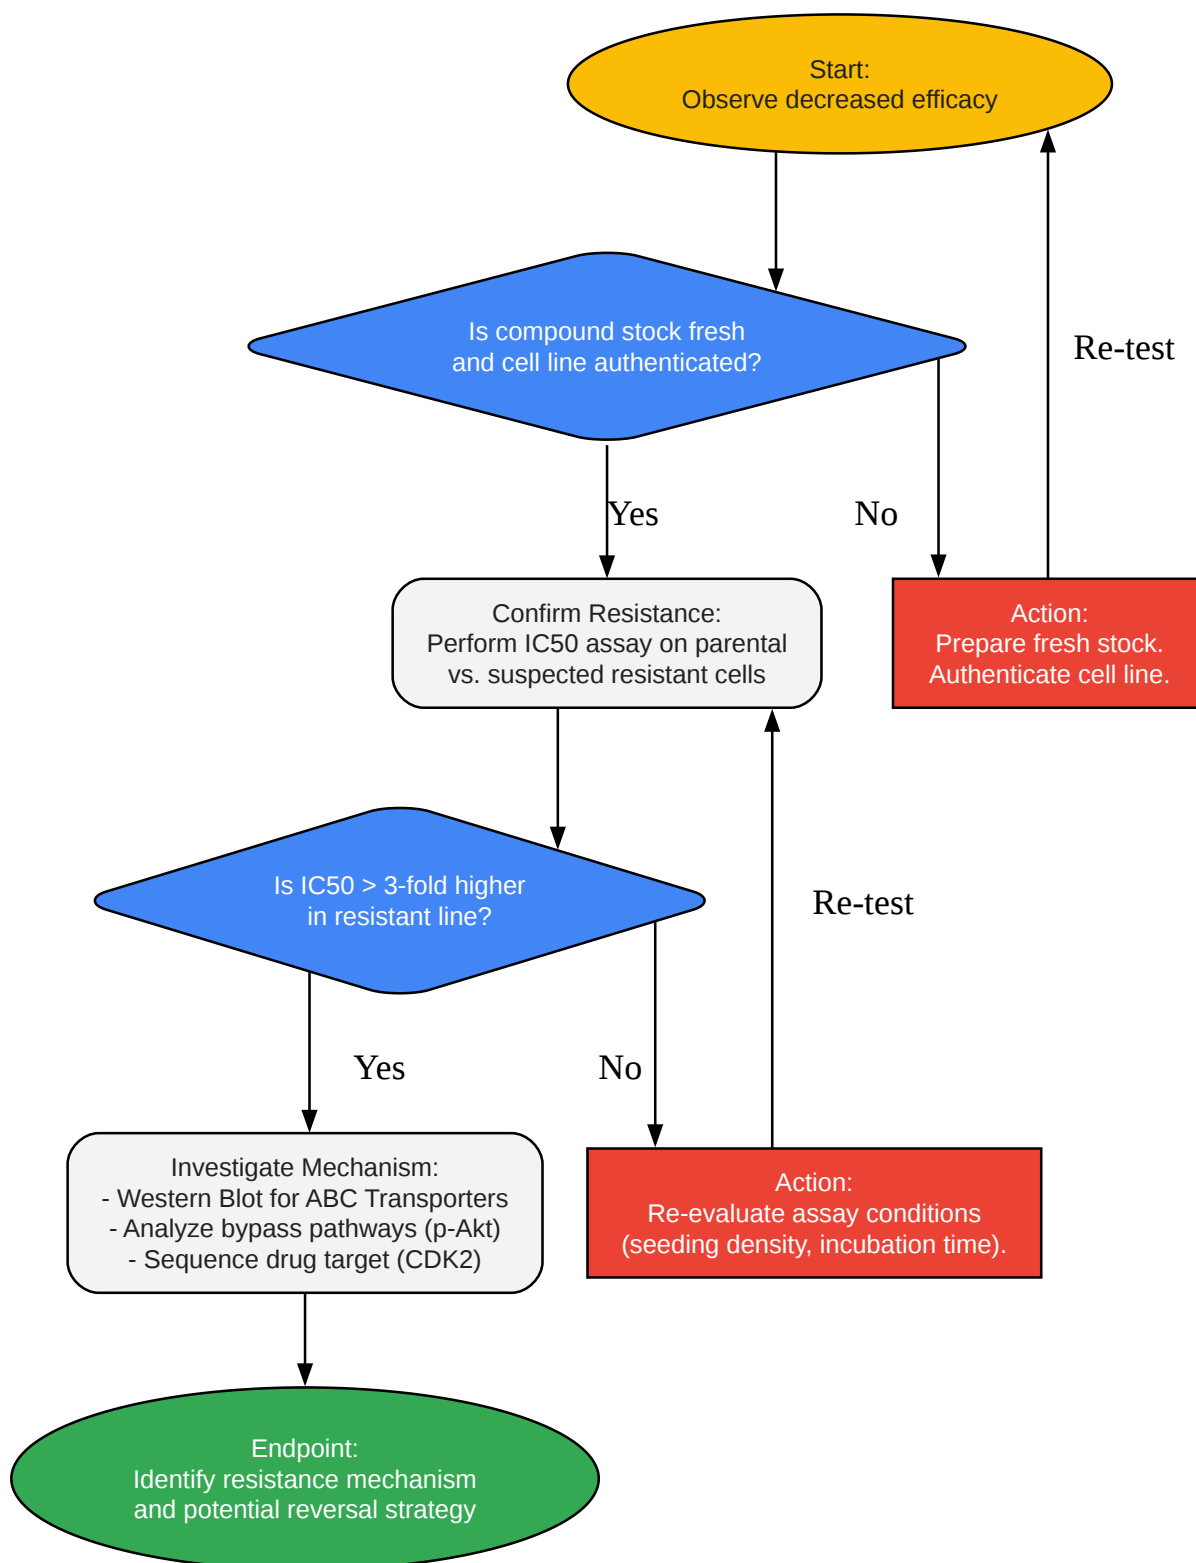 Start:
Observe decreased efficacy
Is compound stock fresh
and cell line authenticated?
Re-test
Yes
No
Confirm Resistance:
Perform IC50 assay on parental
vs. suspected resistant cells
Action:
Prepare fresh stock.
Authenticate cell line.
Is IC50 > 3-fold higher
in resistant line?
Re-test
Yes
No
Investigate Mechanism:
- Western Blot for ABC Transporters
- Analyze bypass pathways (p-Akt)
- Sequence drug target (CDK2)
Action:
Re-evaluate assay conditions
(seeding density, incubation time).
Endpoint:
Identify resistance mechanism
and potential reversal strategy